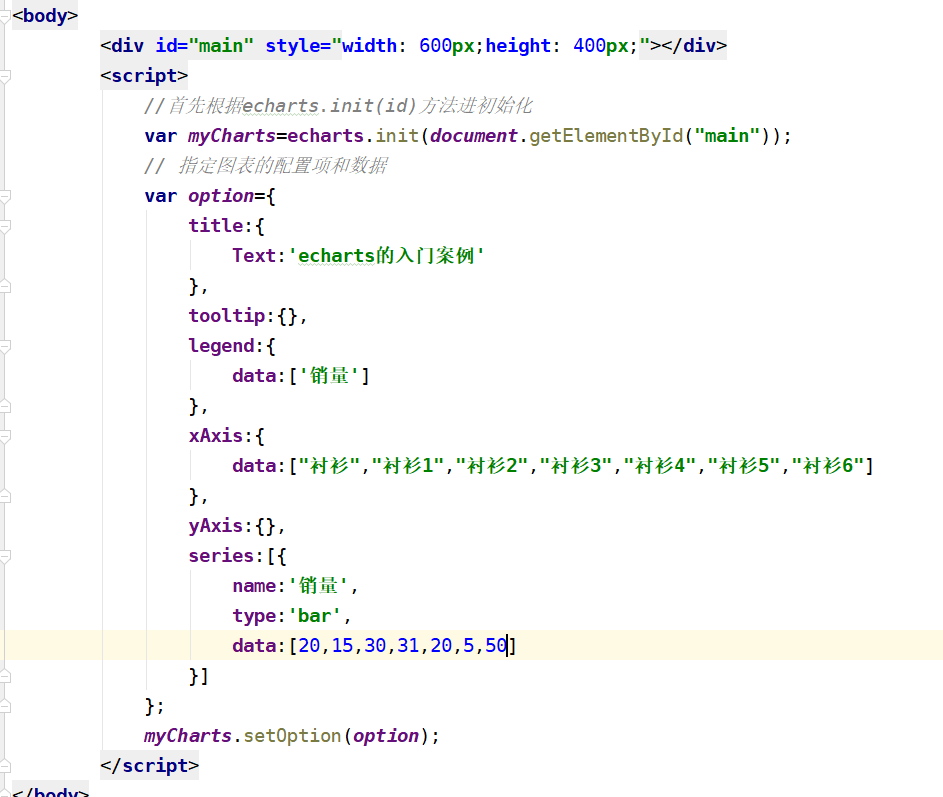 <body>
<div id="main" style="width: 600px;height: 400px;"></div>
<script>
//首先根据echarts.init(id)方法进初始化
var myCharts=echarts.init(document.getElementById("main"));
// 指定图表的配置项和数据
var option={
title:{
Text:'echarts的入门案例'
},
tooltip:{},
legend:{
data:['销量']
},
xAxis:{
data:["衬衫","衬衫1","衬衫2","衬衫3","衬衫4","衬衫5","衬衫6"]
},
yAxis:{},
series:[{
name:'销量',
type:'bar',
data:[20,15,30,31,20,5,50]
}]
};
myCharts.setOption(option);
</script>
</body>